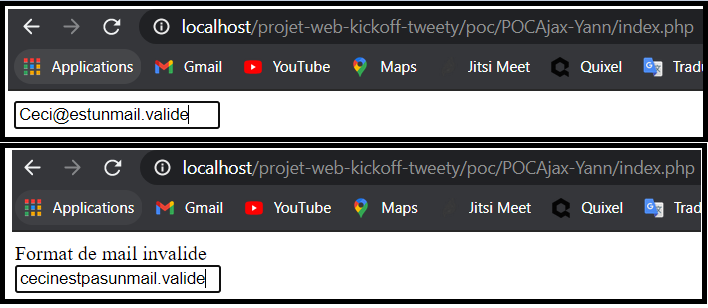 localhost/projet-web-kickoff-tweety/poc/POCAjax-Yann/index.php
Applications Gmail YouTube Maps Jitsi Meet Quixel Tradu
Ceci@estunmail.valide
localhost/projet-web-kickoff-tweety/poc/POCAjax-Yann/index.php
Applications Gmail YouTube Maps Jitsi Meet Quixel Trad
Format de mail invalide
cecinestpasunmail.valide